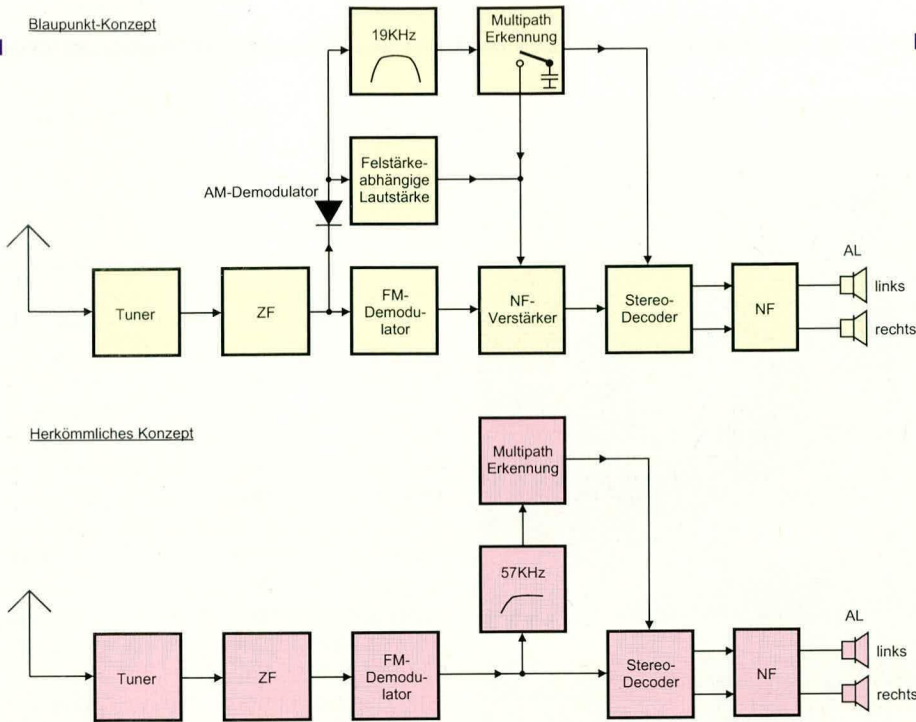 Blaupunkt-Konzept
19KHz
Multipath
Erkennung
Felstärke-
abhängige
Lautstärke
AM-Demodulator
Tuner
ZF
FM-
Demodu-
lator
NF-
Verstärker
Stereo-
Decoder
NF
AL
links
rechts
Herkömmliches Konzept
Multipath
Erkennung
57KHz
Tuner
ZF
FM-
Demodu-
lator
Stereo-
Decoder
NF
AL
links
rechts